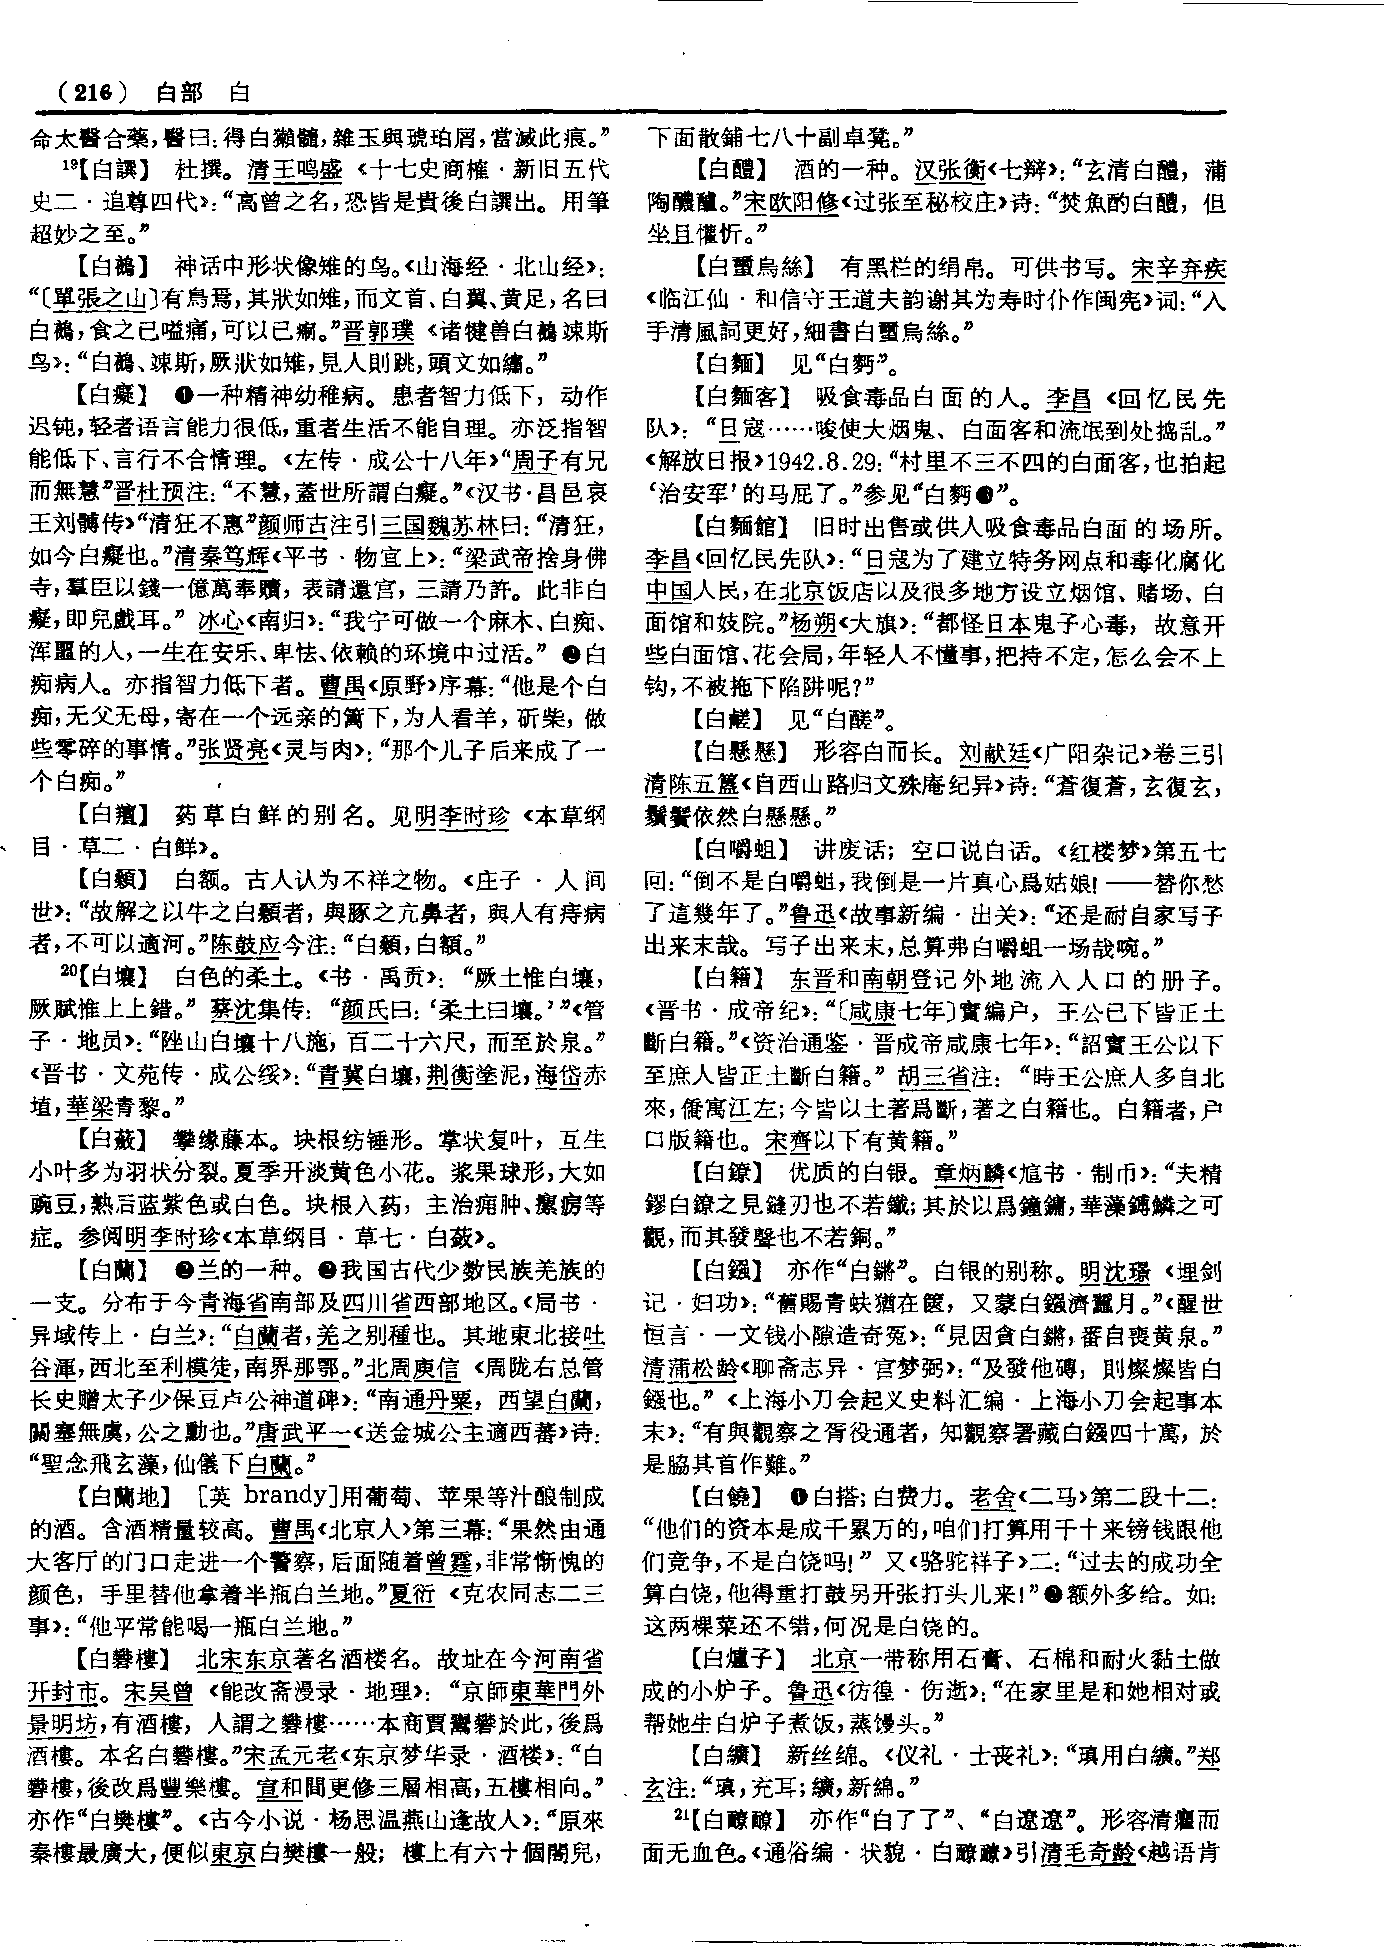 (216) 白部 白
命太醫合藥,醫曰:得白獺髓,雜玉與琥珀屑,當滅此痕。”
19【白譔】 杜撰。清王鸣盛《十七史商榷·新旧五代
史二·追尊四代》:“高曾之名,恐皆是貴後白譔出。用筆
超妙之至。”
【白鵺】 神话中形状像雉的鸟。《山海经·北山经》:
“〔單張之山〕有鳥焉,其狀如雉,而文首、白翼、黄足,名曰
白鵺,食之已嗌痛,可以已痸。”晋郭璞《诸犍兽白鵺竦斯
鸟》:“白鵺、竦斯,厥狀如雉,見人則跳,頭文如繡。”
【白癡】 ❶一种精神幼稚病。患者智力低下,动作
迟钝,轻者语言能力很低,重者生活不能自理。亦泛指智
能低下、言行不合情理。《左传·成公十八年》“周子有兄
而無慧”晋杜预注:“不慧,蓋世所謂白癡。”《汉书·昌邑哀
王刘髆传》“清狂不惠”颜师古注引三国魏苏林曰:“清狂,
如今白癡也。”清秦笃辉《平书·物宜上》:“梁武帝捨身佛
寺,羣臣以錢一億萬奉贖,表請還宫,三請乃許。此非白
癡,即兒戲耳。”冰心《南归》:“我宁可做一个麻木、白痴、
浑噩的人,一生在安乐、卑怯、依赖的环境中过活。”❷白
痴病人。亦指智力低下者。曹禺《原野》序幕:“他是个白
痴,无父无母,寄在一个远亲的篱下,为人看羊,斫柴,做
些零碎的事情。”张贤亮《灵与肉》:“那个儿子后来成了一
个白痴。”
【白羶】 药草白鲜的别名。见明李时珍《本草纲
目·草二·白鲜》。
【白顙】 白额。古人认为不祥之物。《庄子·人间
世》:“故解之以牛之白顙者,與豚之亢鼻者,與人有痔病
者,不可以適河。”陈鼓应今注:“白顙,白額。”
20【白壤】 白色的柔土。《书·禹贡》:“厥土惟白壤,
厥賦惟上上錯。”蔡沈集传:“颜氏曰:‘柔土曰壤。’”《管
子·地员》:“陞山白壤十八施,百二十六尺,而至於泉。”
《晋书·文苑传·成公绥》:“青冀白壤,荆衡塗泥,海岱赤
埴,華梁青黎。”
【白蘞】 攀缘藤本。块根纺锤形。掌状复叶,互生
小叶多为羽状分裂。夏季开淡黄色小花。浆果球形,大如
豌豆,熟后蓝紫色或白色。块根入药,主治痈肿、瘰疬等
症。参阅明李时珍《本草纲目·草七·白蔹》。
【白蘭】 ❶兰的一种。❷我国古代少数民族羌族的
一支。分布于今青海省南部及四川省西部地区。《局书·
异域传上·白兰》:“白蘭者,羌之别種也。其地東北接吐
谷渾,西北至利模徒,南界那鄂。”北周庾信《周陇右总管
长史赠太子少保豆卢公神道碑》:“南通丹粟,西望白蘭,
關塞無虞,公之勳也。”唐武平一《送金城公主適西蕃》诗:
“聖念飛玄藻,仙儀下白蘭。”
【白蘭地】 [英 brandy]用葡萄、苹果等汁酿制成
的酒。含酒精量较高。曹禺《北京人》第三幕:“果然由通
大客厅的门口走进一个警察,后面随着曾霆,非常惭愧的
颜色,手里替他拿着半瓶白兰地。”夏衍《克农同志二三
事》:“他平常能喝一瓶白兰地。”
【白礬樓】 北宋东京著名酒楼名。故址在今河南省
开封市。宋吴曾《能改斋漫录·地理》:“京師東華門外
景明坊,有酒樓,人謂之礬樓……本商賈鬻礬於此,後爲
酒樓。本名白礬樓。”宋孟元老《东京梦华录·酒楼》:“白
礬樓,後改爲豐樂樓。宣和間更修三層相高,五樓相向。”
亦作“白樊樓”。《古今小说·杨思温燕山逢故人》:“原來
秦樓最廣大,便似東京白樊樓一般;樓上有六十個閤兒,
下面散鋪七八十副卓凳。”
【白醴】 酒的一种。汉张衡《七辩》:“玄清白醴,蒲
陶醲醽。”宋欧阳修《过张至秘校庄》诗:“焚魚酌白醴,但
坐且懽忻。”
【白蠒烏絲】 有黑栏的绢帛。可供书写。宋辛弃疾
《临江仙·和信守王道夫韵谢其为寿时仆作闽宪》词:“入
手清風詞更好,細書白蠒烏絲。”
【白麵】 见“白麪”。
【白麵客】 吸食毒品白面的人。李昌《回忆民先
队》:“日寇……唆使大烟鬼、白面客和流氓到处捣乱。”
《解放日报》1942.8.29:“村里不三不四的白面客,也拍起
‘治安军’的马屁了。”参见“白麪❸”。
【白麵館】 旧时出售或供人吸食毒品白面的场所。
李昌《回忆民先队》:“日寇为了建立特务网点和毒化腐化
中国人民,在北京饭店以及很多地方设立烟馆、赌场、白
面馆和妓院。”杨朔《大旗》:“都怪日本鬼子心毒,故意开
些白面馆、花会局,年轻人不懂事,把持不定,怎么会不上
钩,不被拖下陷阱呢?”
【白鹺】 见“白醝”。
【白懸懸】 形容白而长。刘献廷《广阳杂记》卷三引
清陈五簋《自西山路归文殊庵纪异》诗:“蒼復蒼,玄復玄,
鬚鬢依然白懸懸。”
【白嚼蛆】 讲废话;空口说白话。《红楼梦》第五七
回:“倒不是白嚼蛆,我倒是一片真心爲姑娘!——替你愁
了這幾年了。”鲁迅《故事新编·出关》:“还是耐自家写子
出来末哉。写子出来末,总算弗白嚼蛆一场哉㖸。”
【白籍】 东晋和南朝登记外地流入人口的册子。
《晋书·成帝纪》:“〔咸康七年〕實編户,王公已下皆正土
斷白籍。”《资治通鉴·晋成帝咸康七年》:“詔實王公以下
至庶人皆正土斷白籍。”胡三省注:“時王公庶人多自北
來,僑寓江左;今皆以土著爲斷,著之白籍也。白籍者,户
口版籍也。宋齊以下有黄籍。”
【白鐐】 优质的白银。章炳麟《訄书·制币》:“夫精
鏐白鐐之見鏠刃也不若鐵;其於以爲鐘鏞,華藻鎛鱗之可
觀,而其發聲也不若銅。”
【白鏹】 亦作“白鏘”。白银的别称。明沈璟《埋剑
记·妇功》:“舊賜青蚨猶在篋,又蒙白鏹濟蠶月。”《醒世
恒言·一文钱小隙造奇冤》:“見因貪白鏘,番自喪黄泉。”
清蒲松龄《聊斋志异·宫梦弼》:“及發他磚,則燦燦皆白
鏹也。”《上海小刀会起义史料汇编·上海小刀会起事本
末》:“有與觀察之胥役通者,知觀察署藏白鏹四十萬,於
是脇其首作難。”
【白饒】 ❶白搭;白费力。老舍《二马》第二段十二:
“他们的资本是成千累万的,咱们打算用千十来镑钱跟他
们竞争,不是白饶吗!”又《骆驼祥子》二:“过去的成功全
算白饶,他得重打鼓另开张打头儿来!”❷额外多给。如:
这两棵菜还不错,何况是白饶的。
【白爐子】 北京一带称用石膏、石棉和耐火黏土做
成的小炉子。鲁迅《彷徨·伤逝》:“在家里是和她相对或
帮她生白炉子煮饭,蒸馒头。”
【白纊】 新丝绵。《仪礼·士丧礼》:“瑱用白纊。”郑
玄注:“瑱,充耳;纊,新綿。”
21【白瞭瞭】 亦作“白了了”、“白遼遼”。形容清癯而
面无血色。《通俗编·状貌·白瞭瞭》引清毛奇龄《越语肯